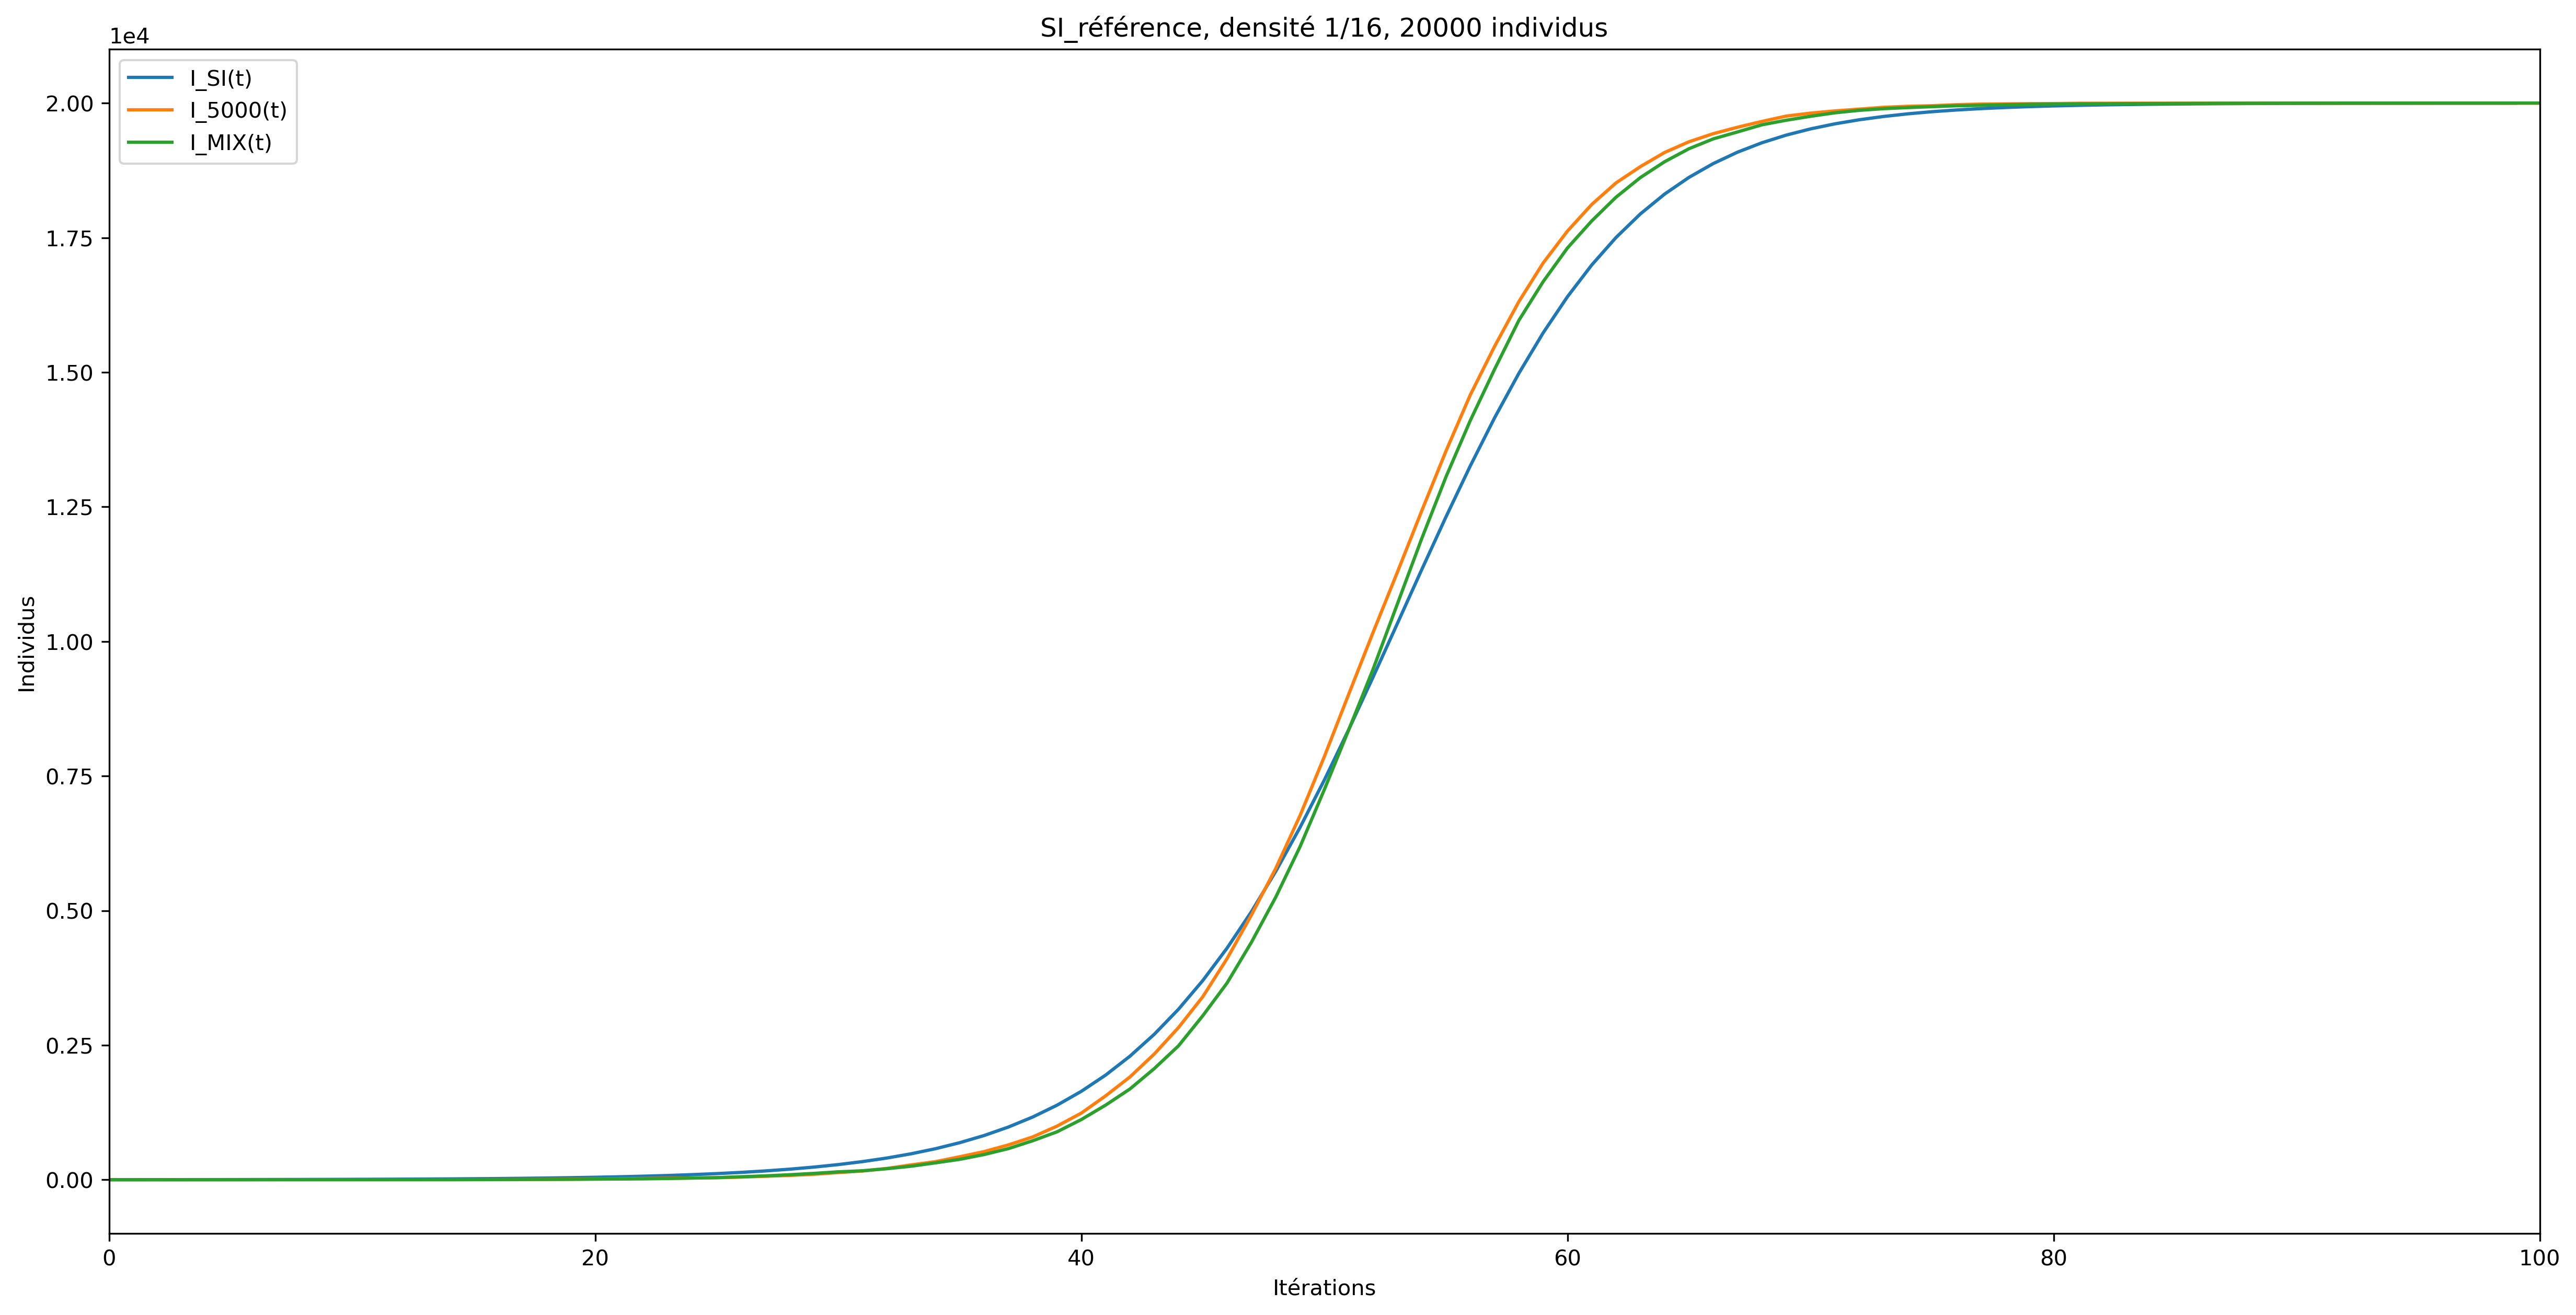 SI_référence, densité 1/16, 20000 individus
1e4
I_SI(t)
I_5000(t)
I_MIX(t)
2.00
1.75
1.50
1.25
1.00
0.75
0.50
0.25
0.00
Individus
0 20 40 60 80 100
Itérations